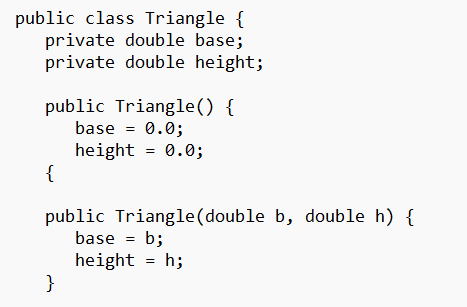 public class Triangle {
private double base;
private double height;
public Triangle() {
base = 0.0;
height = 0.0;
{
public Triangle(double b, double h) {
base = b;
height = h;
}